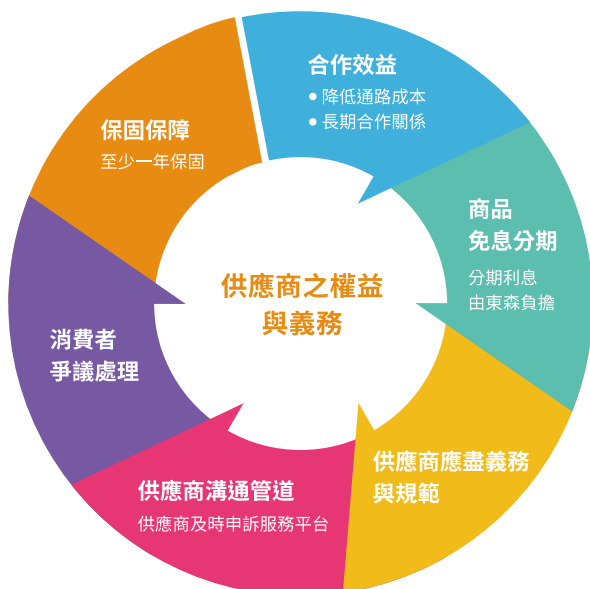 合作效益
• 降低通路成本
• 長期合作關係
商品
免息分期
分期利息
由東森負擔
供應商應盡義務
與規範
供應商溝通管道
供應商及時申訴服務平台
消費者
爭議處理
保固保障
至少一年保固
供應商之權益
與義務